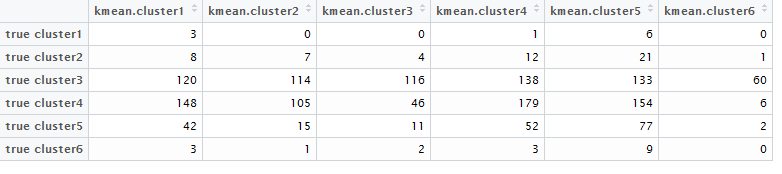 kmean.cluster1 kmean.cluster2 kmean.cluster3 kmean.cluster4 kmean.cluster5 kmean.cluster6
true cluster1 3 0 0 1 6 0
true cluster2 8 7 4 12 21 1
true cluster3 120 114 116 138 133 60
true cluster4 148 105 46 179 154 6
true cluster5 42 15 11 52 77 2
true cluster6 3 1 2 3 9 0